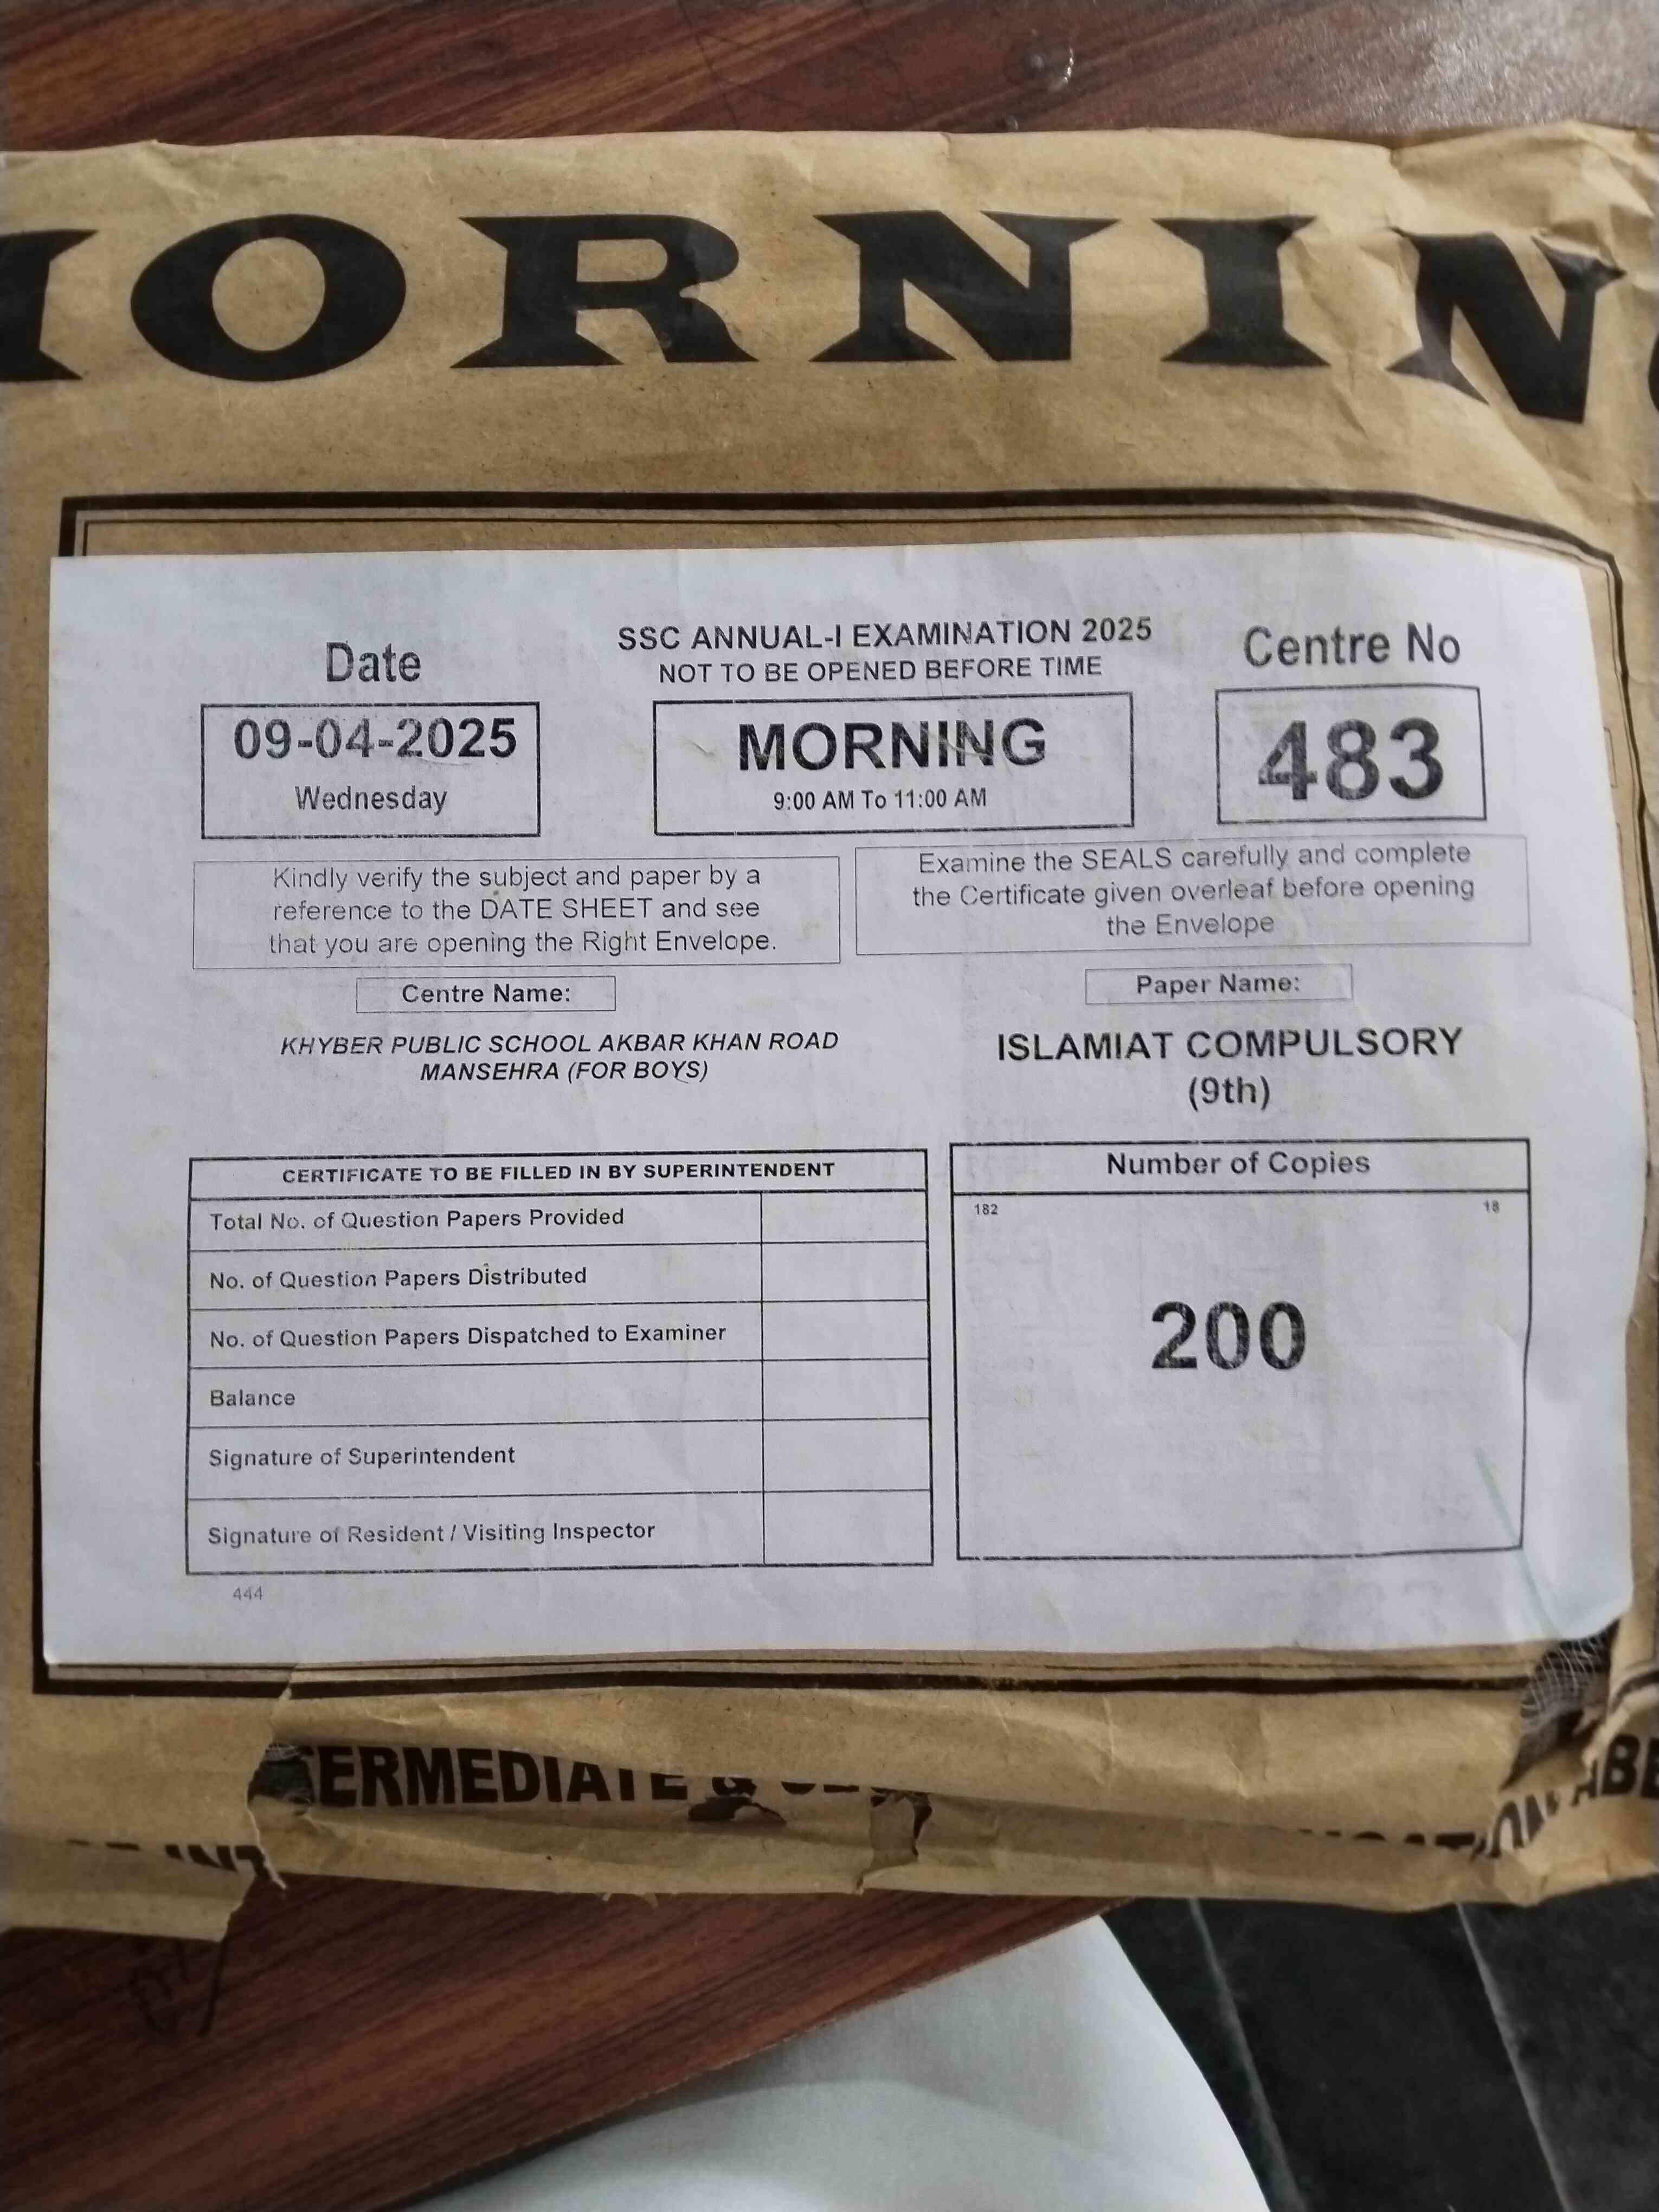 MORNING
SSC ANNUAL-I EXAMINATION 2025
NOT TO BE OPENED BEFORE TIME
Date
09-04-2025
Wednesday
MORNING
9:00 AM To 11:00 AM
Centre No
483
Kindly verify the subject and paper by a
reference to the DATE SHEET and see
that you are opening the Right Envelope.
Examine the SEALS carefully and complete
the Certificate given overleaf before opening
the Envelope
Centre Name:
KHYBER PUBLIC SCHOOL AKBAR KHAN ROAD
MANSEHRA (FOR BOYS)
Paper Name:
ISLAMIAT COMPULSORY
(9th)
CERTIFICATE TO BE FILLED IN BY SUPERINTENDENT
Total No. of Question Papers Provided
No. of Question Papers Distributed
No. of Question Papers Dispatched to Examiner
Balance
Signature of Superintendent
Signature of Resident / Visiting Inspector
444
Number of Copies
182 18
200
TERMEDIATE &